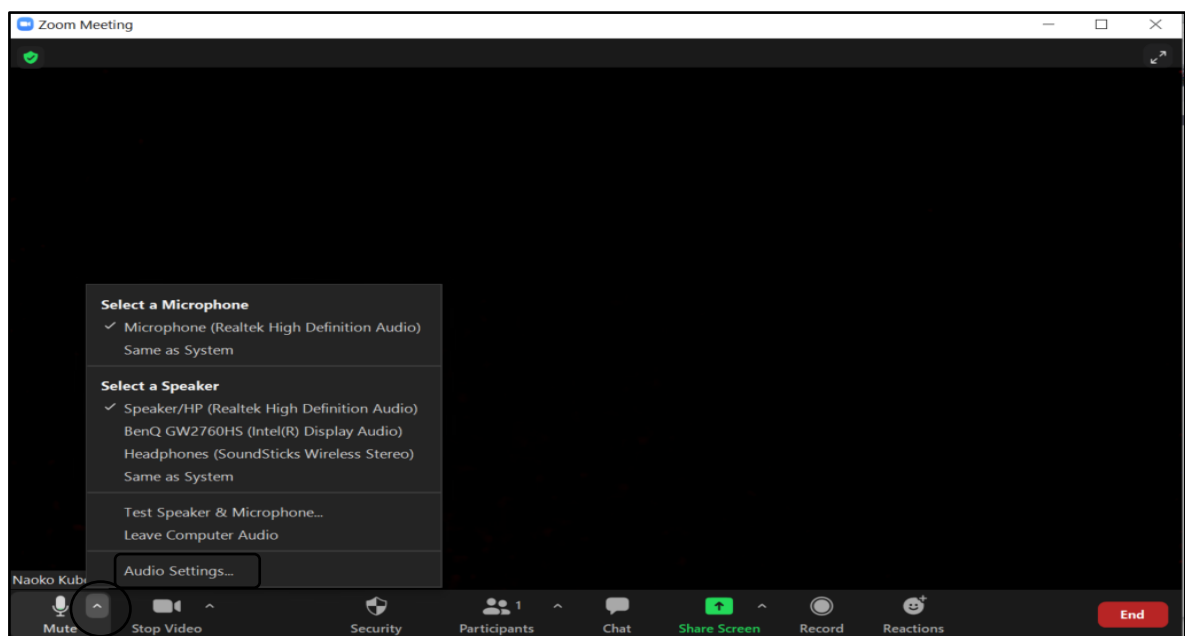 Zoom Meeting
Select a Microphone
Microphone (Realtek High Definition Audio)
Same as System
Select a Speaker
Speaker/HP (Realtek High Definition Audio)
BenQ GW2760HS (Intel(R) Display Audio)
Headphones (SoundSticks Wireless Stereo)
Same as System
Test Speaker & Microphone...
Leave Computer Audio
Audio Settings...
Naoko
1
Mute Stop Video Security Participants Chat Share Screen Record Reactions End